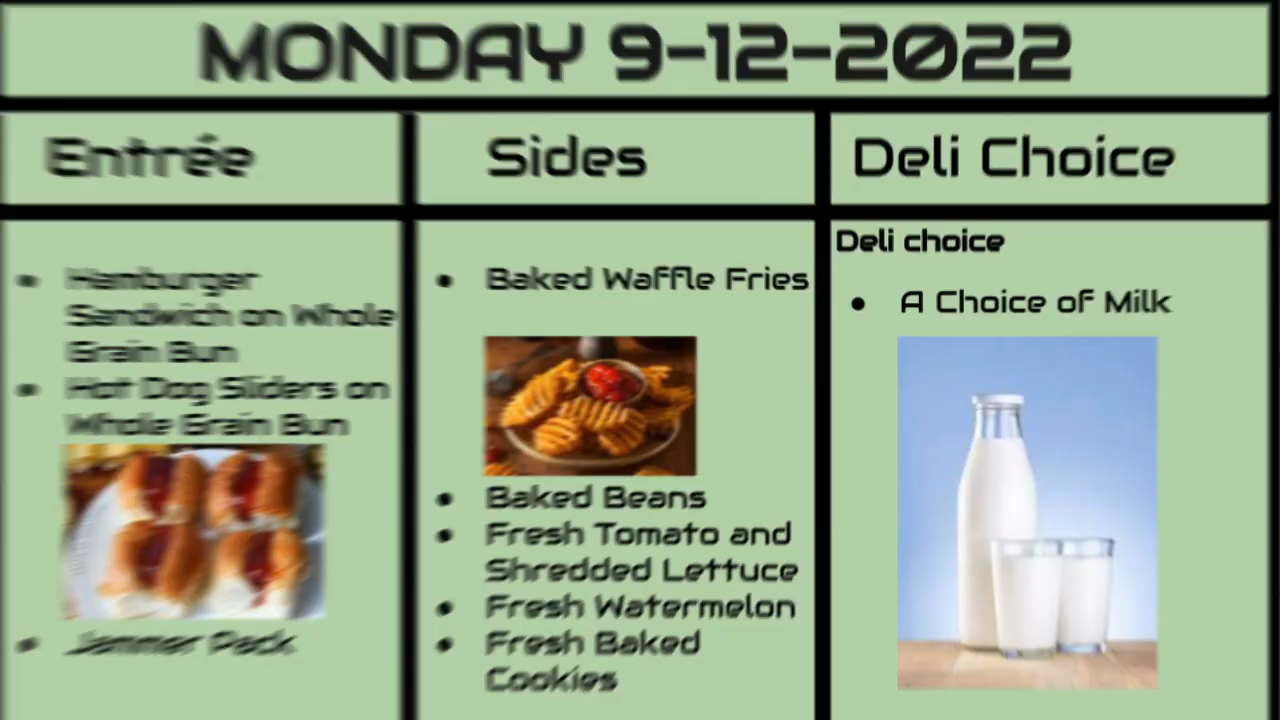 MONDAY 9-12-2022
Entrée
Sides
Deli Choice
Hamburger
Sandwich on Whole
Grain Bun
Hot Dog Sliders on
Whole Grain Bun
Jammer Pack
Baked Waffle Fries
Baked Beans
Fresh Tomato and
Shredded Lettuce
Fresh Watermelon
Fresh Baked
Cookies
Deli choice
A Choice of Milk